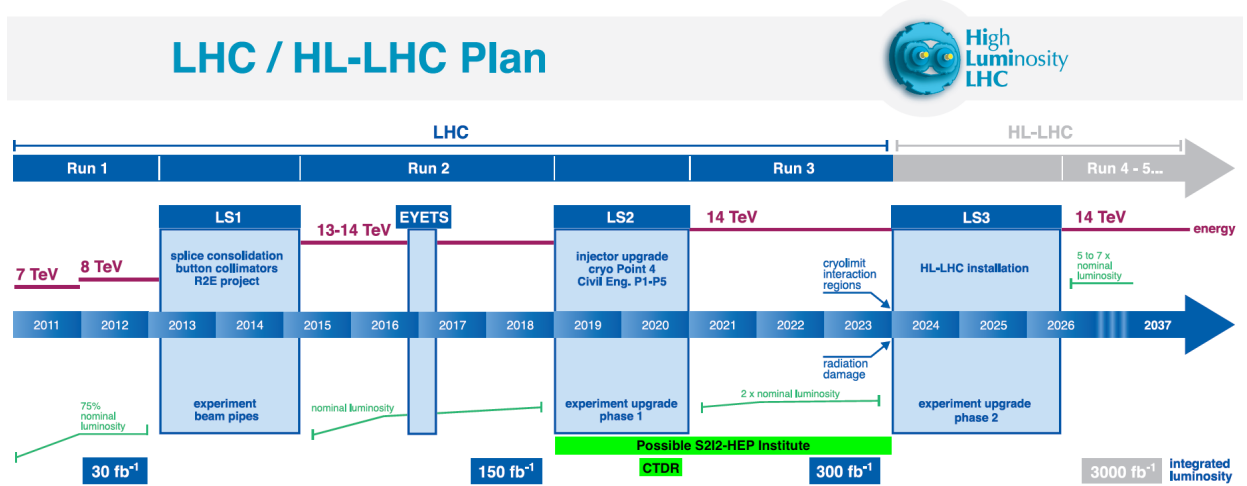 LHC / HL-LHC Plan
High
Luminosity
LHC
LHC
HL-LHC
Run 1
Run 2
Run 3
Run 4 - 5...
LS1
EYETS
LS2
LS3
13-14 TeV
14 TeV
14 TeV
energy
7 TeV
8 TeV
splice consolidation
button collimators
R2E project
injector upgrade
cryo Point 4
Civil Eng. P1-P5
cryolimit
interaction
regions
HL-LHC installation
5 to 7 x
nominal
luminosity
2011
2012
2013
2014
2015
2016
2017
2018
2019
2020
2021
2022
2023
2024
2025
2026
2037
radiation
damage
75%
nominal
luminosity
experiment
beam pipes
nominal luminosity
experiment upgrade
phase 1
2 x nominal luminosity
experiment upgrade
phase 2
Possible S2I2-HEP Institute
CTDR
30 fb⁻¹
150 fb⁻¹
300 fb⁻¹
3000 fb⁻¹
integrated
luminosity